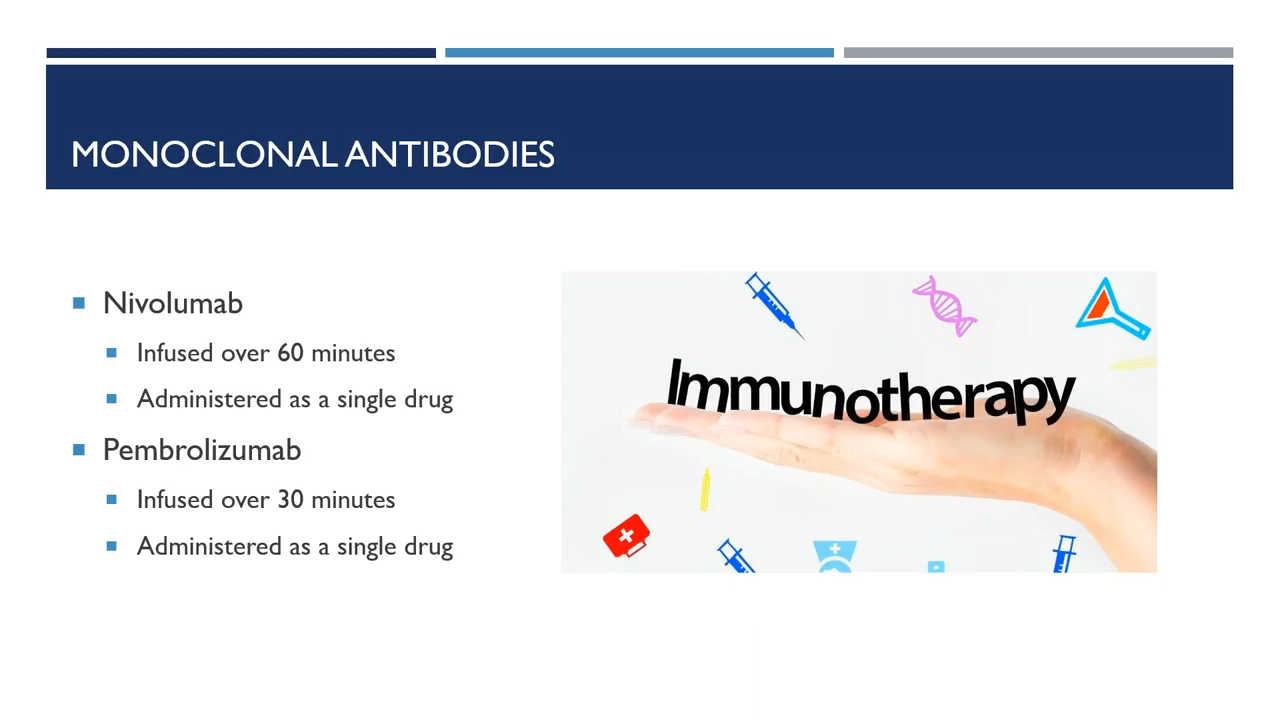 MONOCLONAL ANTIBODIES
Nivolumab
Infused over 60 minutes
Administered as a single drug
Pembrolizumab
Infused over 30 minutes
Administered as a single drug
Immunotherapy